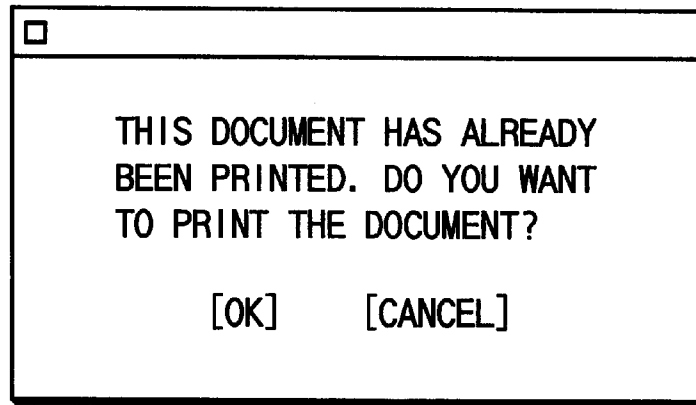 THIS DOCUMENT HAS ALREADY
BEEN PRINTED. DO YOU WANT
TO PRINT THE DOCUMENT?
[OK] [CANCEL]